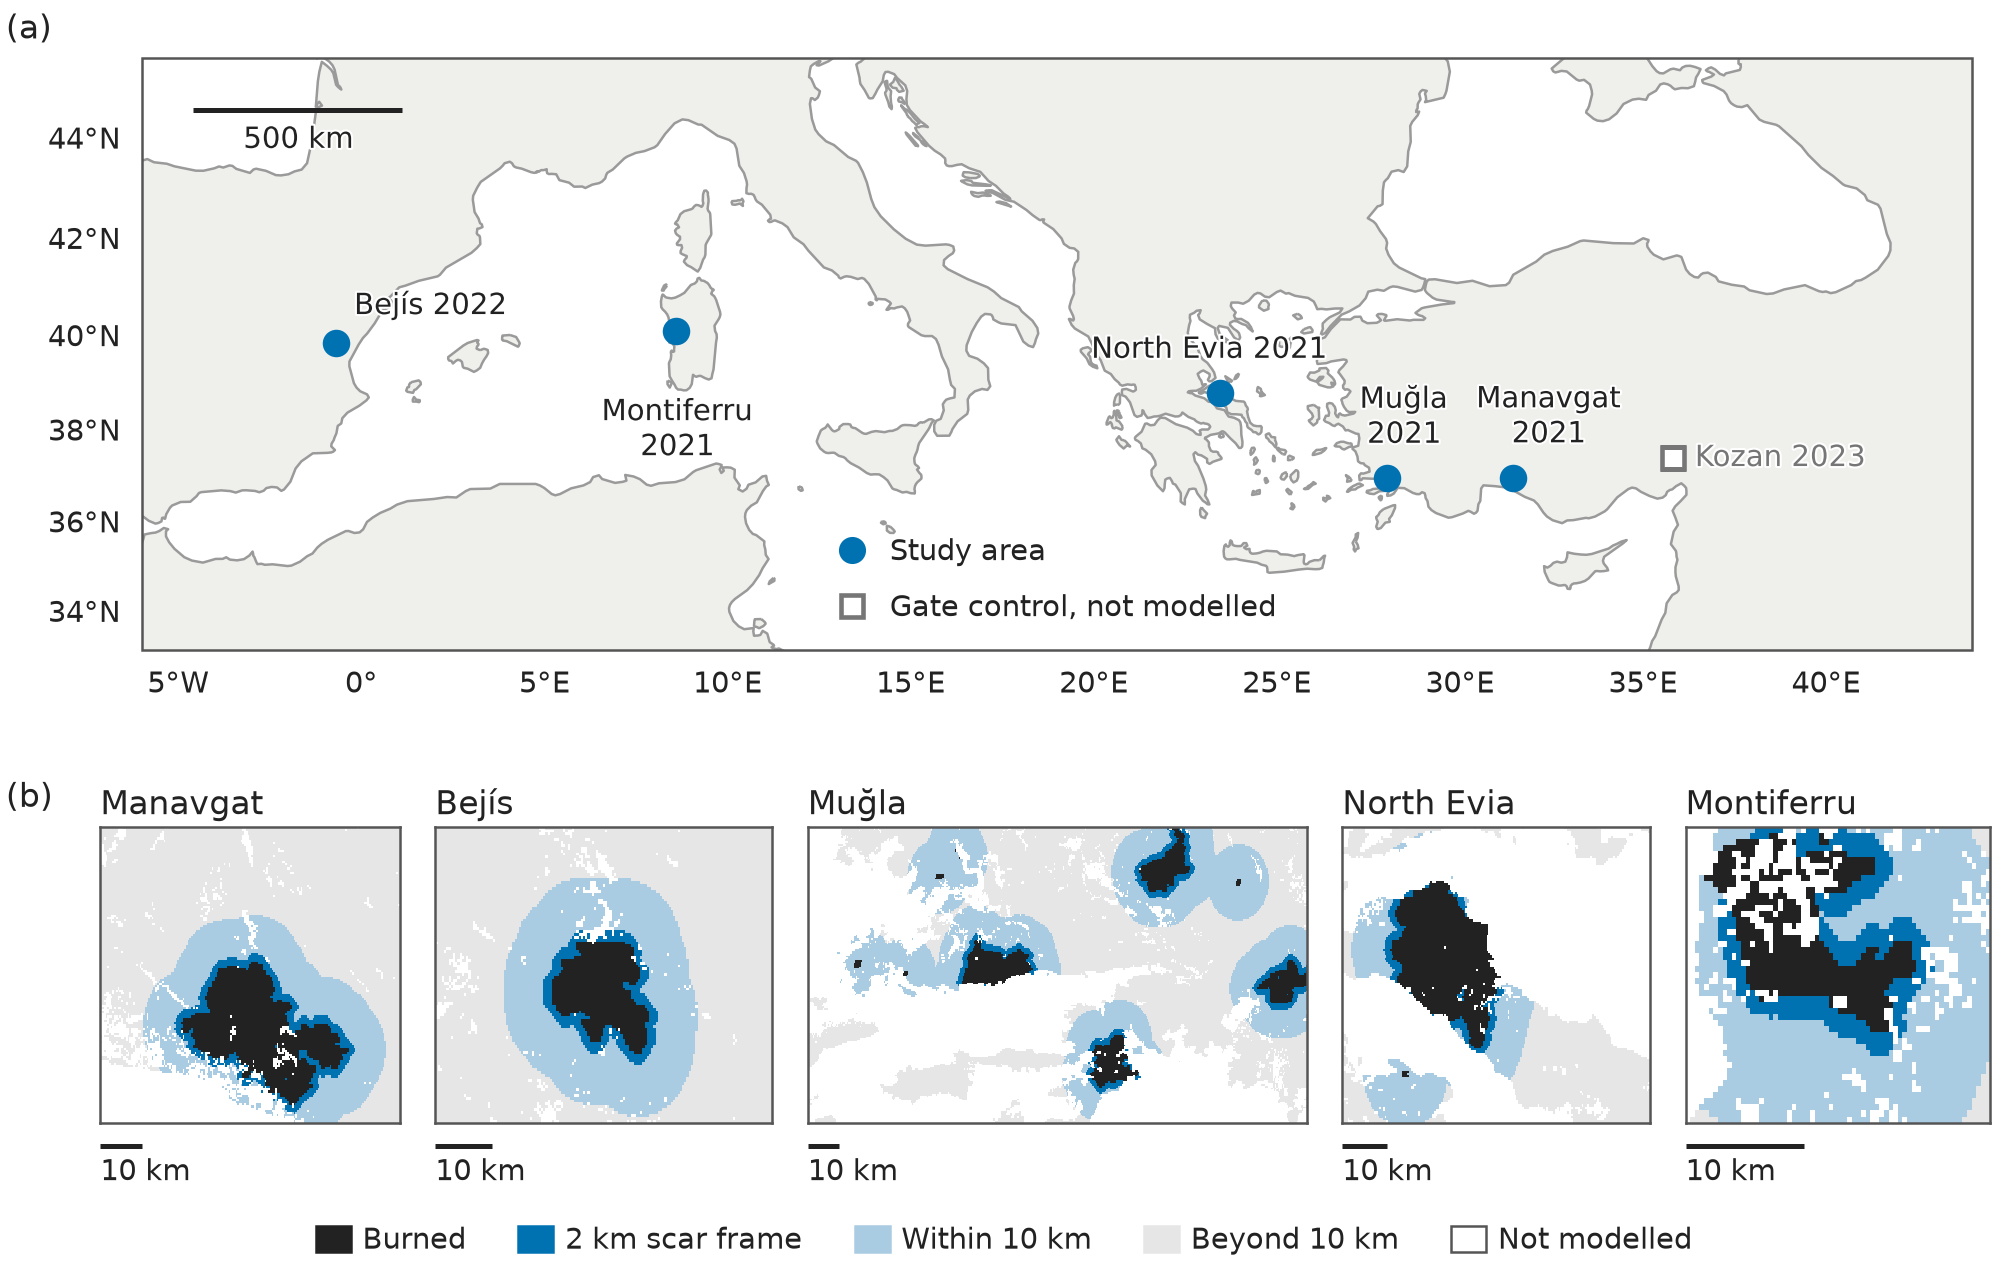 (a)
500 km
44°N
42°N
40°N
38°N
36°N
34°N
Bejís 2022
Montiferru
2021
North Evia 2021
Muğla
2021
Manavgat
2021
Kozan 2023
Study area
Gate control, not modelled
5°W
0°
5°E
10°E
15°E
20°E
25°E
30°E
35°E
40°E
(b)
Manavgat
Bejís
Muğla
North Evia
Montiferru
10 km
10 km
10 km
10 km
10 km
Burned
2 km scar frame
Within 10 km
Beyond 10 km
Not modelled